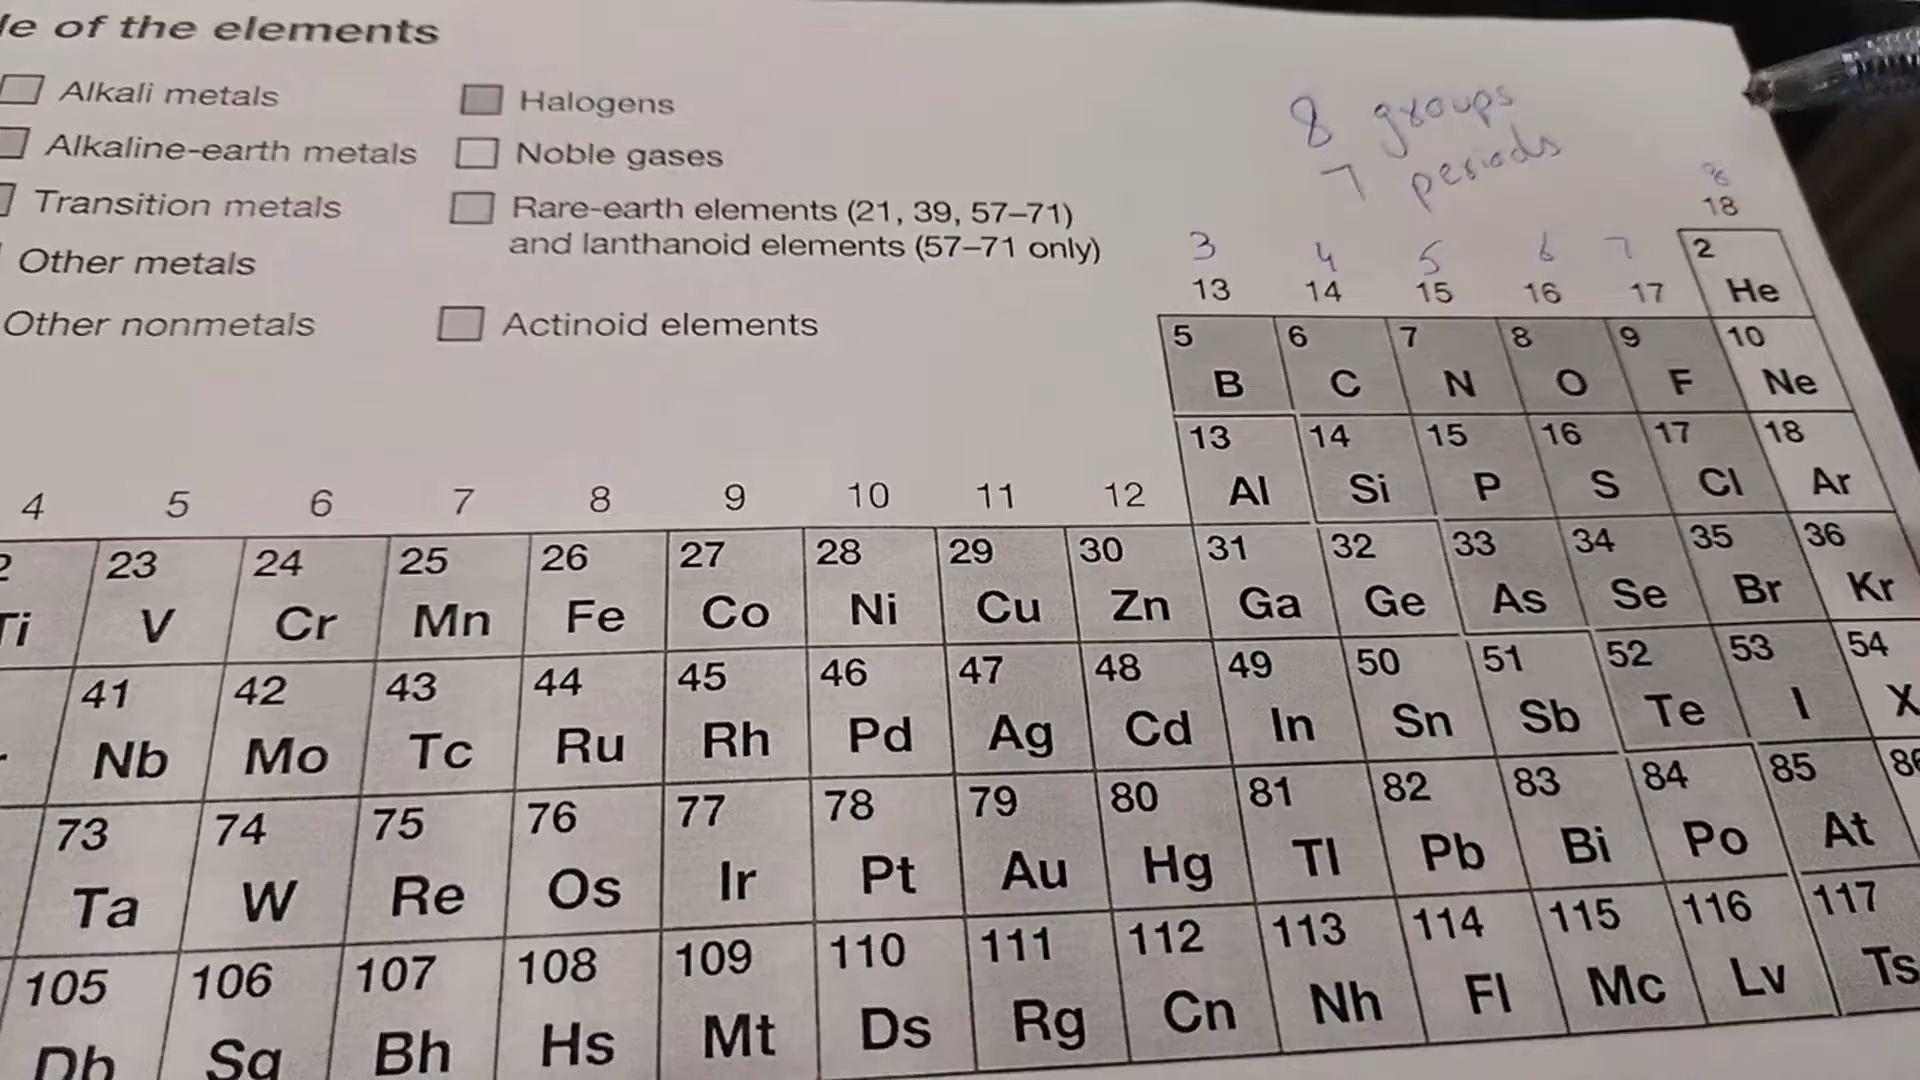 le of the elements
Alkali metals
Halogens
Alkaline-earth metals
Noble gases
Transition metals
Rare-earth elements (21, 39, 57–71)
and lanthanoid elements (57–71 only)
Other metals
Other nonmetals
Actinoid elements
8 groups
7 periods
8
18
3 4 5 6 7
13 14 15 16 17
2
He
5 6 7 8 9 10
B C N O F Ne
13 14 15 16 17 18
Al Si P S Cl Ar
4 5 6 7 8 9 10 11 12
2 23 24 25 26 27 28 29 30 31 32 33 34 35 36
Ti V Cr Mn Fe Co Ni Cu Zn Ga Ge As Se Br Kr
41 42 43 44 45 46 47 48 49 50 51 52 53 54
Nb Mo Tc Ru Rh Pd Ag Cd In Sn Sb Te I X
73 74 75 76 77 78 79 80 81 82 83 84 85 86
Ta W Re Os Ir Pt Au Hg Tl Pb Bi Po At
105 106 107 108 109 110 111 112 113 114 115 116 117
Db Sg Bh Hs Mt Ds Rg Cn Nh Fl Mc Lv Ts